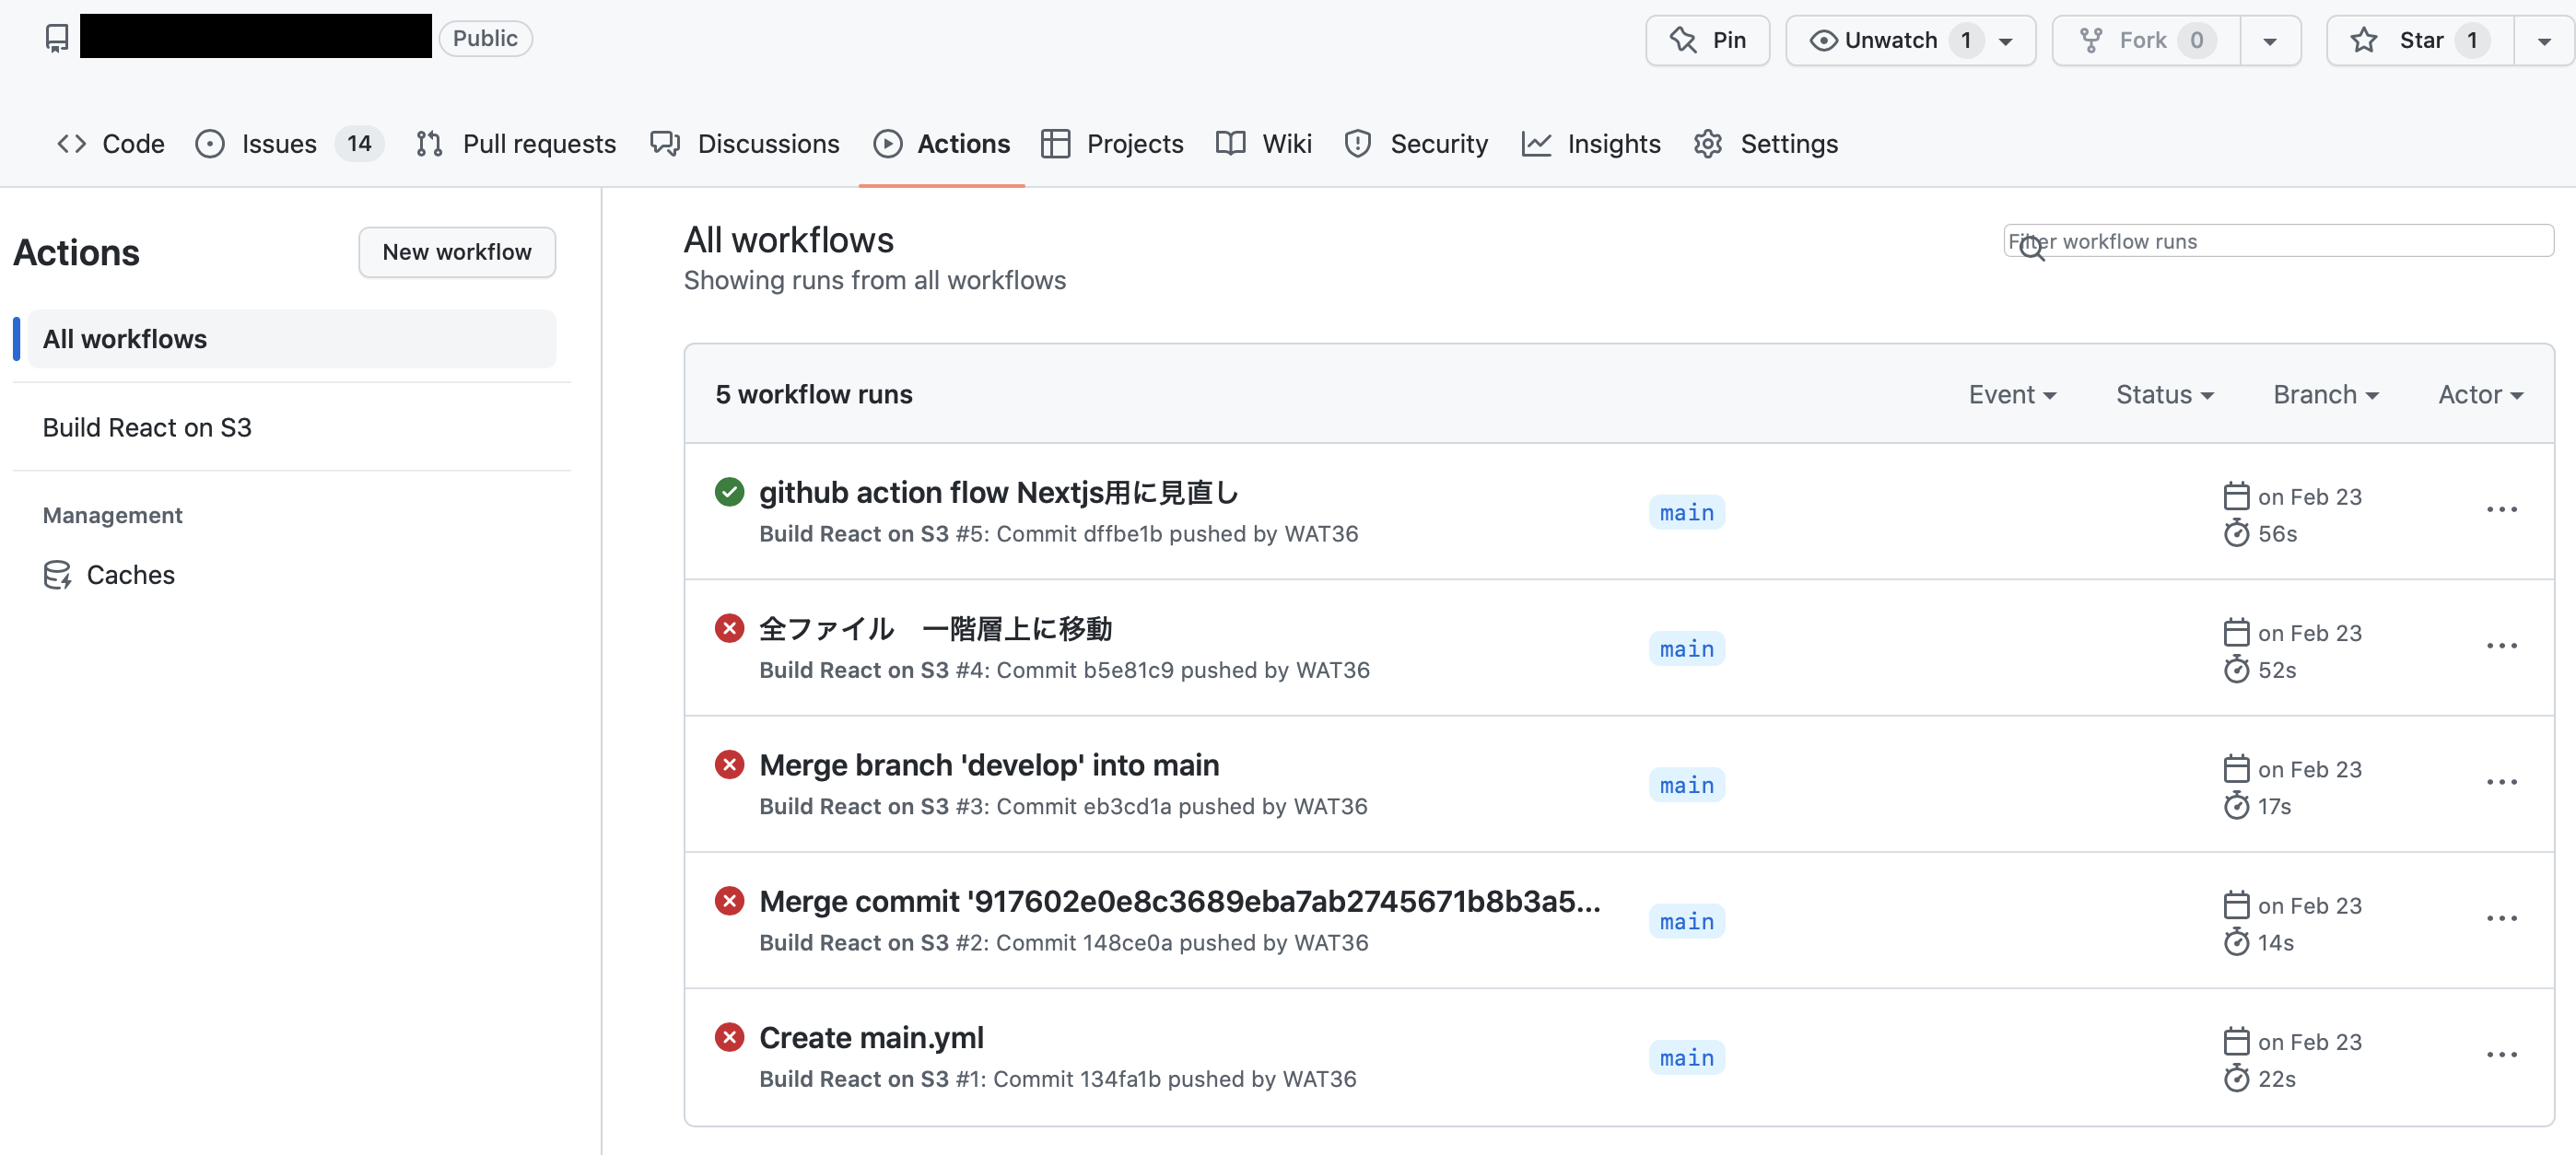 Public
Pin
Unwatch 1
Fork 0
Star 1
Code
Issues 14
Pull requests
Discussions
Actions
Projects
Wiki
Security
Insights
Settings
Actions
New workflow
All workflows
Build React on S3
Management
Caches
All workflows
Showing runs from all workflows
Filter workflow runs
5 workflow runs
Event
Status
Branch
Actor
github action flow Nextjs用に見直し
Build React on S3 #5: Commit dffbe1b pushed by WAT36
main
on Feb 23
56s
全ファイル　一階層上に移動
Build React on S3 #4: Commit b5e81c9 pushed by WAT36
main
on Feb 23
52s
Merge branch 'develop' into main
Build React on S3 #3: Commit eb3cd1a pushed by WAT36
main
on Feb 23
17s
Merge commit '917602e0e8c3689eba7ab2745671b8b3a5...
Build React on S3 #2: Commit 148ce0a pushed by WAT36
main
on Feb 23
14s
Create main.yml
Build React on S3 #1: Commit 134fa1b pushed by WAT36
main
on Feb 23
22s